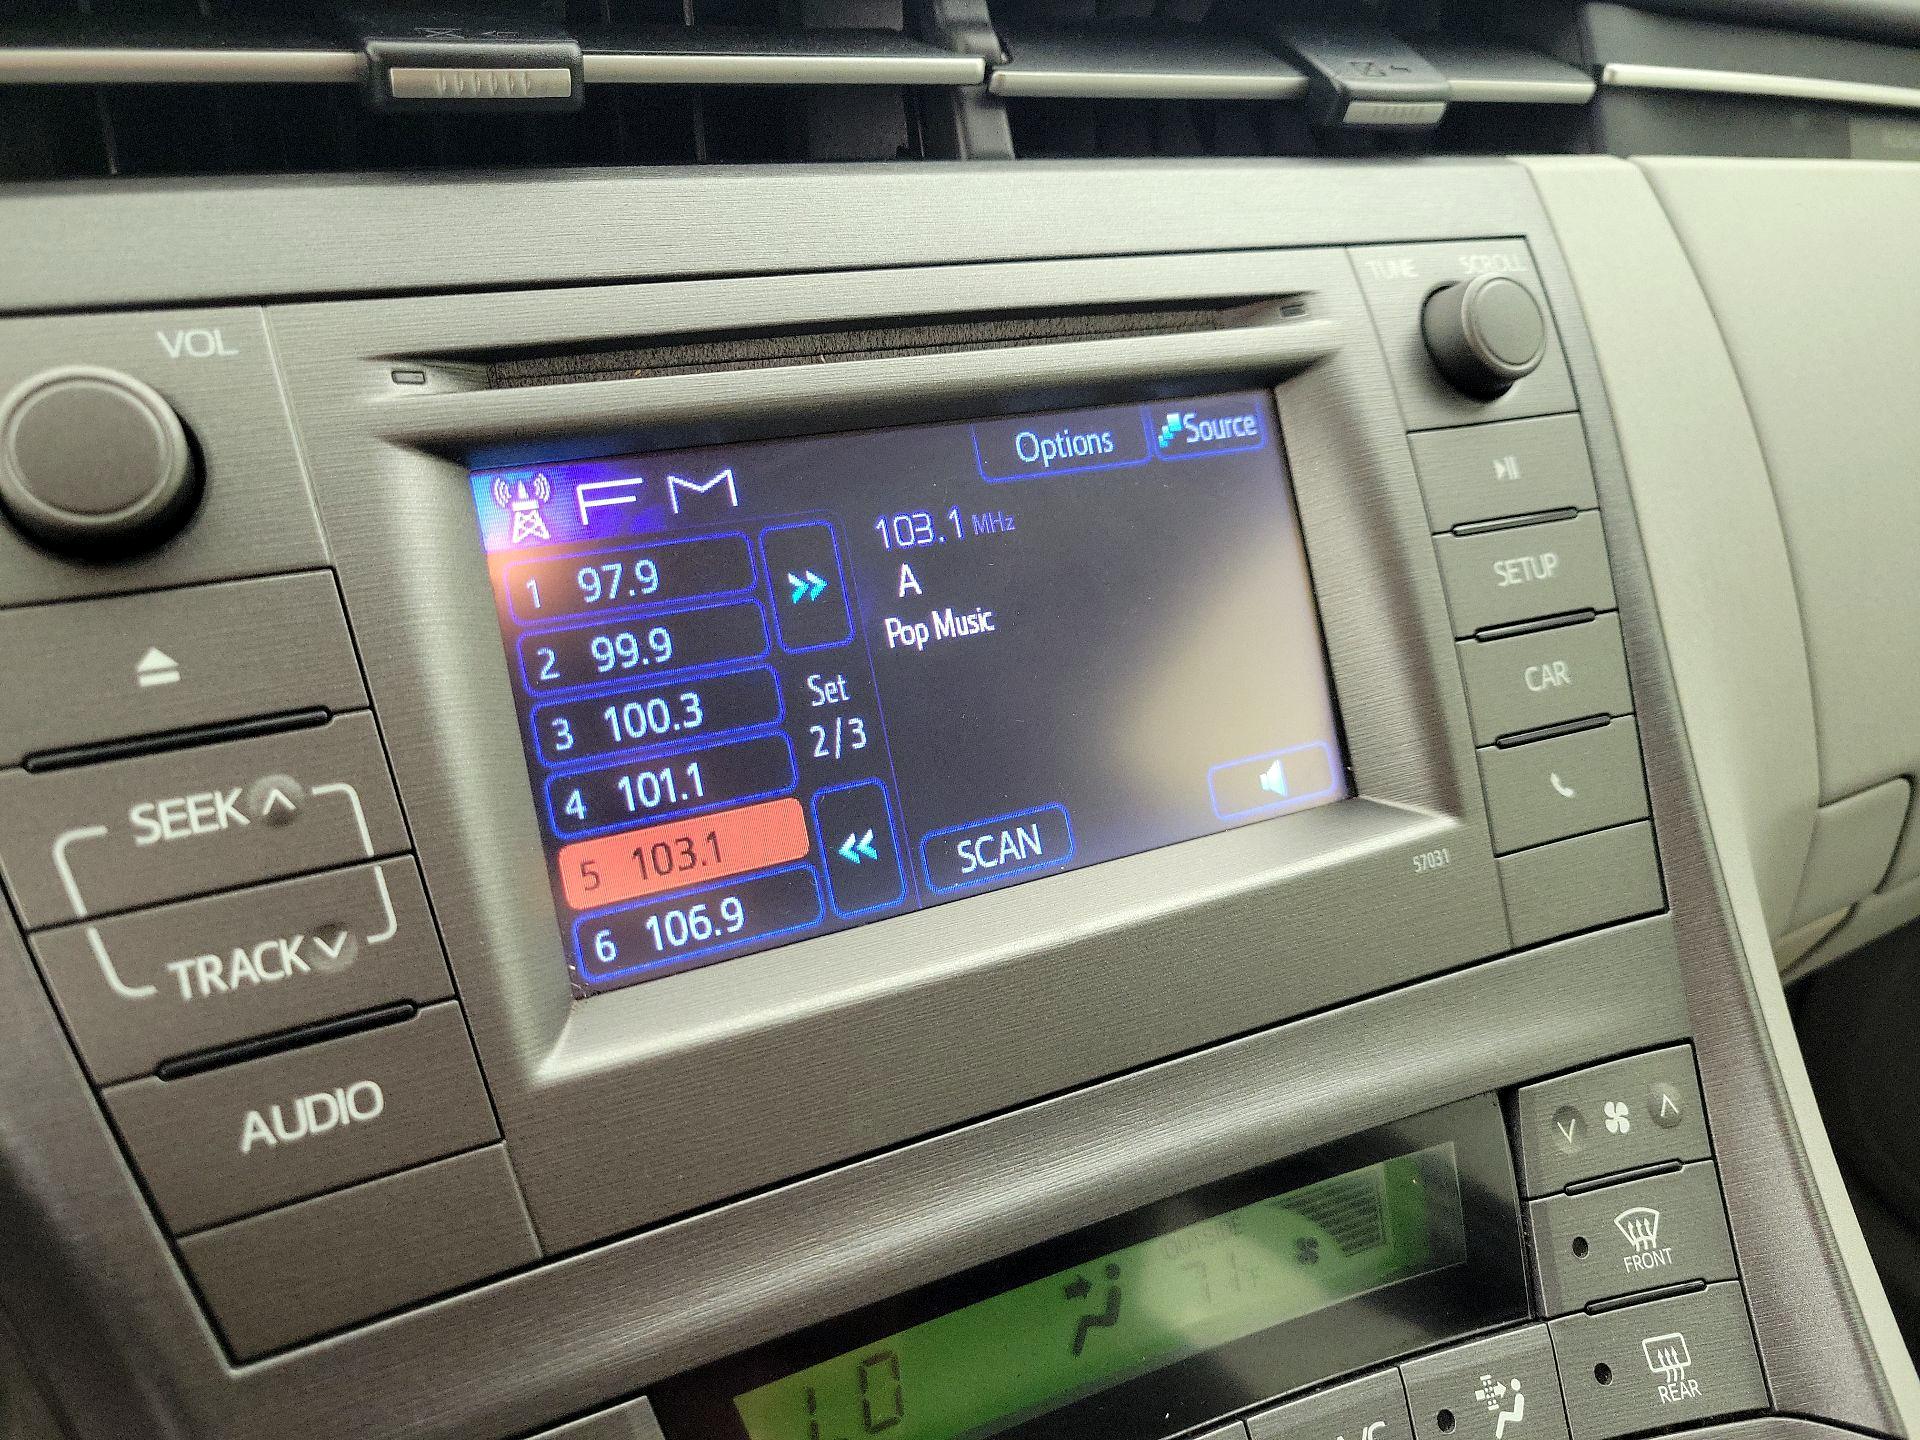 VOL
TUNE SCROLL
Options
Source
FM
103.1 MHz
A
Pop Music
1 97.9
2 99.9
3 100.3
4 101.1
5 103.1
6 106.9
Set
2/3
SCAN
57031
SEEK
TRACK
AUDIO
SETUP
CAR
OUTSIDE
71F
FRONT
REAR